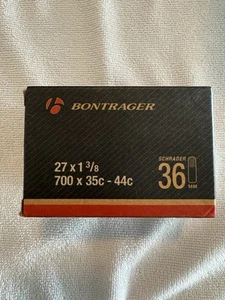 BONTRAGER
27 x 1 3/8
700 x 35c - 44c
SCHRADER
36
MM